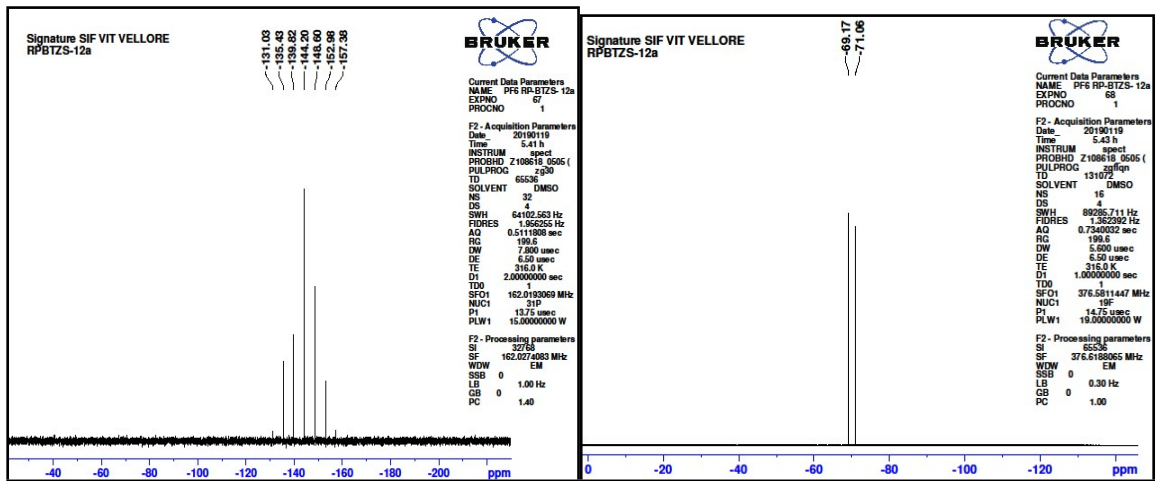 Signature SIF VIT VELLORE
RPBTZS-12a
-131.03
-135.43
-139.82
-144.20
-148.60
-152.98
-157.38
BRUKER
Current Data Parameters
NAME PF6 RP-BTZS- 12a
EXPNO 67
PROCNO 1
F2 - Acquisition Parameters
Date_ 20190119
Time 5.41 h
INSTRUM spect
PROBHD Z108618_0505 (
PULPROG zg30
TD 65536
SOLVENT DMSO
NS 32
DS 4
SWH 64102.563 Hz
FIDRES 1.956255 Hz
AQ 0.5111808 sec
RG 199.6
DW 7.800 usec
DE 6.50 usec
TE 316.0 K
D1 2.00000000 sec
TD0 1
SFO1 162.0193069 MHz
NUC1 31P
P1 13.75 usec
PLW1 15.00000000 W
F2 - Processing parameters
SI 32768
SF 162.0274083 MHz
WDW EM
SSB 0
LB 1.00 Hz
GB 0
PC 1.40
-40 -60 -80 -100 -120 -140 -160 -180 -200 ppm
Signature SIF VIT VELLORE
RPBTZS-12a
-69.17
-71.06
BRUKER
Current Data Parameters
NAME PF6 RP-BTZS- 12a
EXPNO 68
PROCNO 1
F2 - Acquisition Parameters
Date_ 20190119
Time 5.43 h
INSTRUM spect
PROBHD Z108618_0505 (
PULPROG zgflqn
TD 131072
SOLVENT DMSO
NS 16
DS 4
SWH 89285.711 Hz
FIDRES 1.362392 Hz
AQ 0.7340032 sec
RG 199.6
DW 5.600 usec
DE 6.50 usec
TE 316.0 K
D1 1.00000000 sec
TD0 1
SFO1 376.5811447 MHz
NUC1 19F
P1 14.75 usec
PLW1 19.00000000 W
F2 - Processing parameters
SI 65536
SF 376.6188065 MHz
WDW EM
SSB 0
LB 0.30 Hz
GB 0
PC 1.00
0 -20 -40 -60 -80 -100 -120 ppm